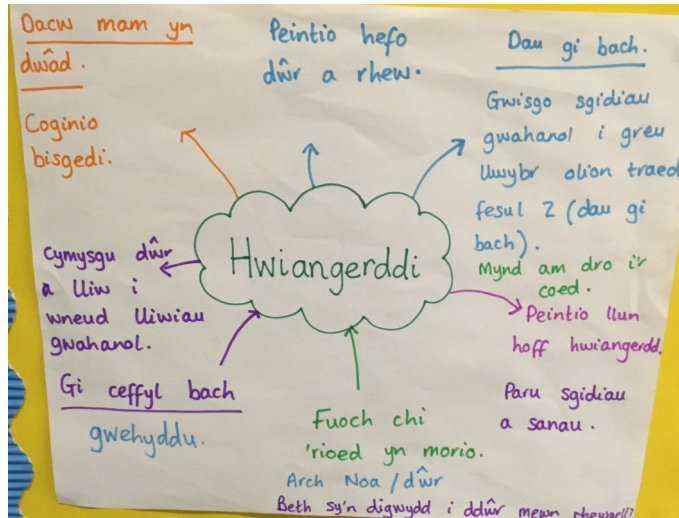 Dacw mam yn
dwâd.
Coginio
bisgedi.
Peintio hefo
dŵr a rhew.
Dau gi bach.
Gwisgo sgidiau
gwahanol i greu
llwybr olion traed
fesul 2 (dau gi
bach).
Mynd am dro i'r
coed.
Peintio llun
hoff hwiangerdd.
Paru sgidiau
a sanau.
Hwiangerddi
Cymysgu dŵr
a lliw i
wneud lliwiau
gwahanol.
Gi ceffyl bach
gwehyddu.
Fuoch chi
'rioed yn morio.
Arch Noa / dŵr
Beth sy'n digwydd i ddŵr mewn rhewgell?